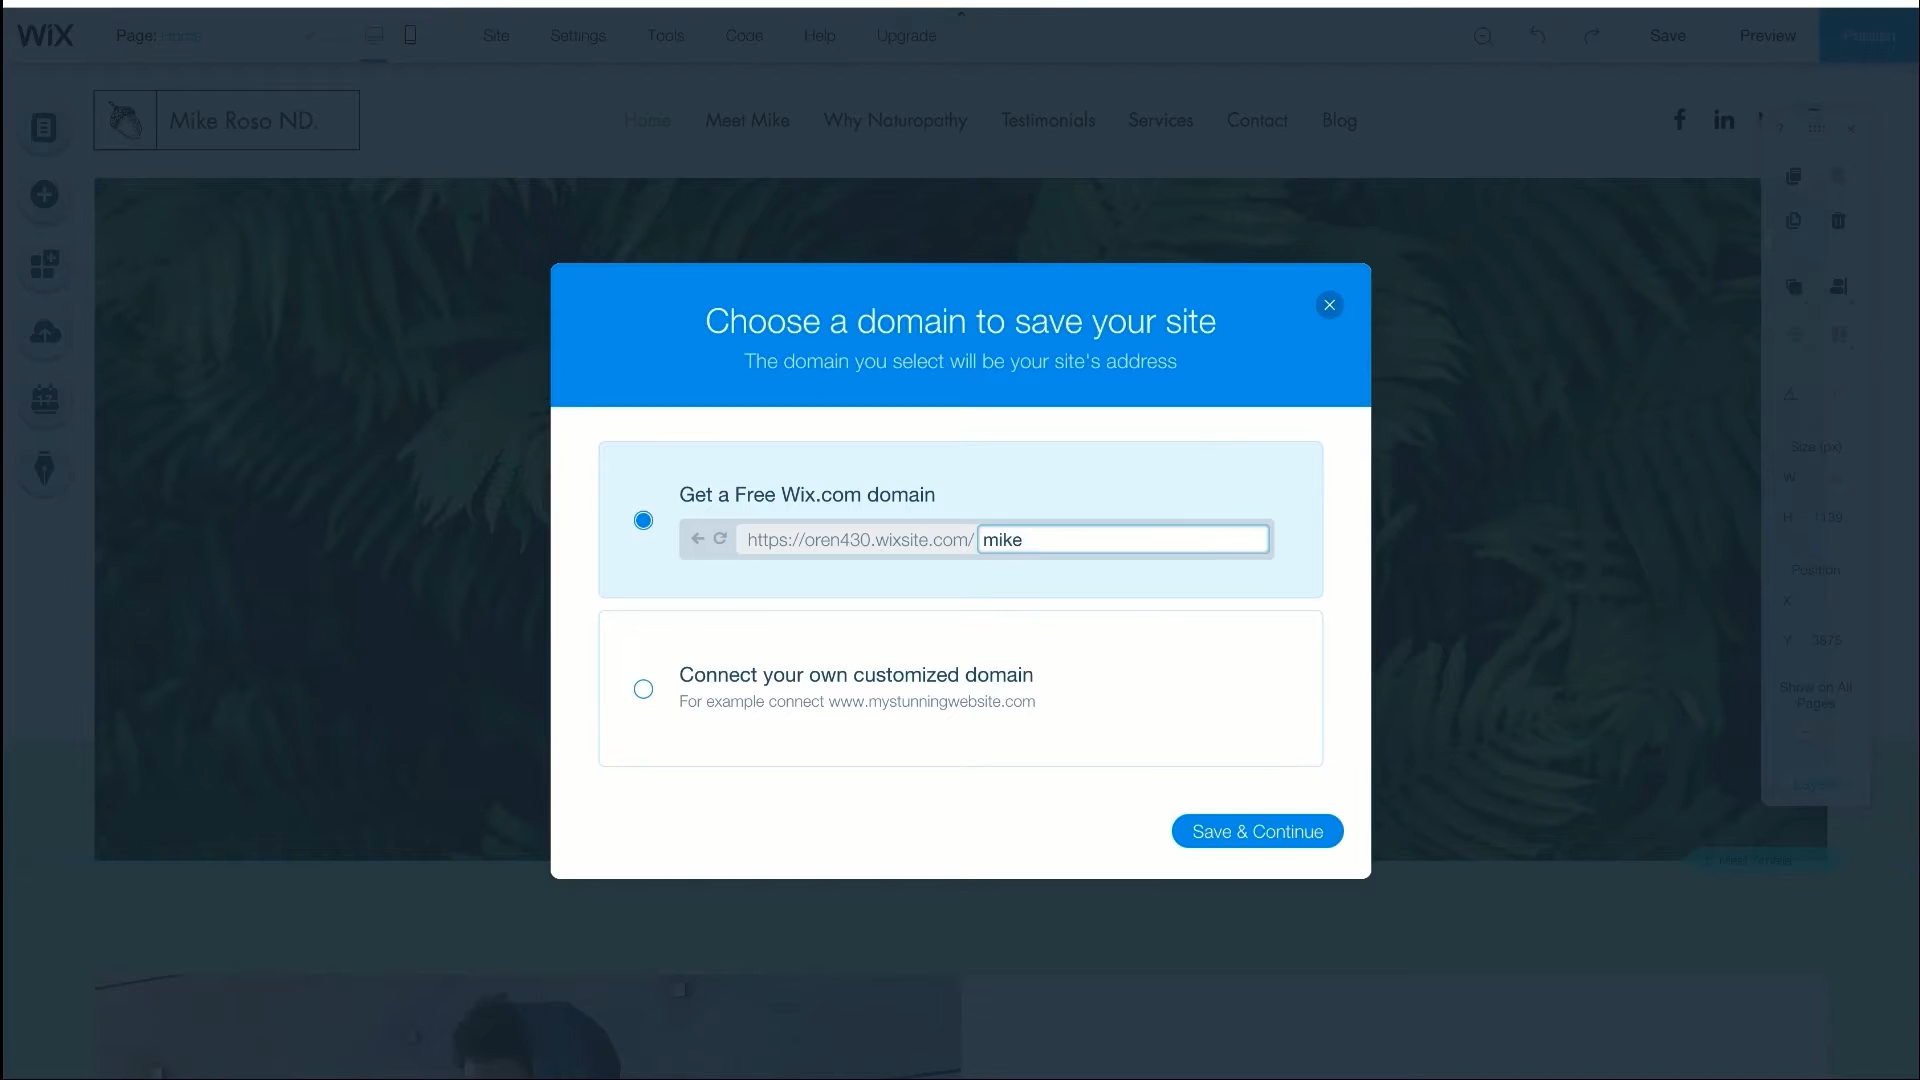 WiX Page: Home Site Settings Tools Code Help Upgrade Save Preview Publish
Mike Roso ND. Home Meet Mike Why Naturopathy Testimonials Services Contact Blog
Choose a domain to save your site
The domain you select will be your site's address
Get a Free Wix.com domain
https://oren430.wixsite.com/ mike
Connect your own customized domain
For example connect www.mystunningwebsite.com
Save & Continue
?
Size (px)
W
H 1139
Position
X
Y 3875
Show on All
Pages
Layers